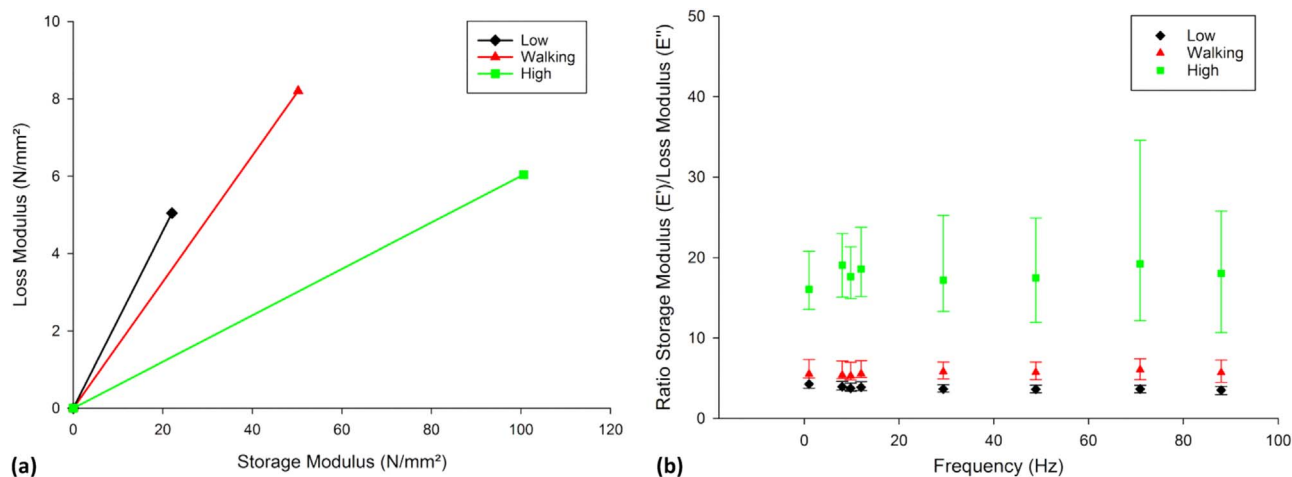 10
8
6
4
2
0
Loss Modulus (N/mm²)
0 20 40 60 80 100 120
Storage Modulus (N/mm²)
Low
Walking
High
(a)
50
40
30
20
10
0
Ratio Storage Modulus (E')/Loss Modulus (E'')
0 20 40 60 80 100
Frequency (Hz)
Low
Walking
High
(b)